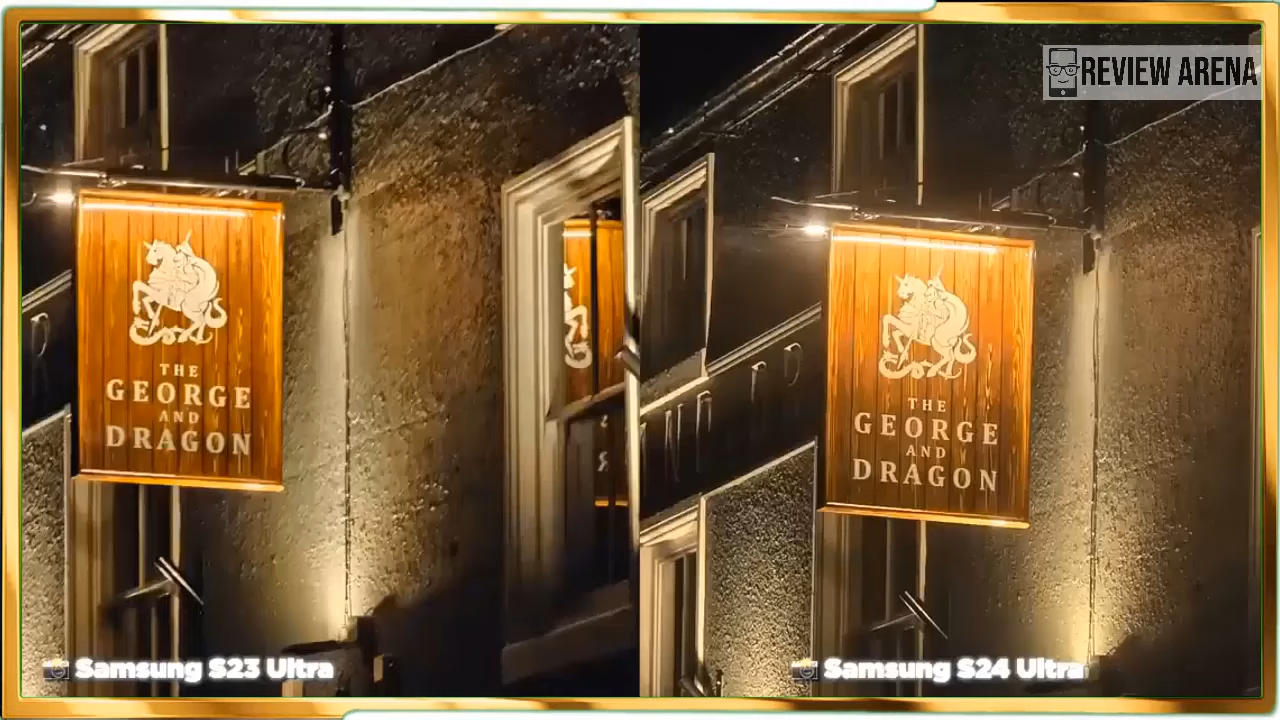 REVIEW ARENA
THE
GEORGE
AND
DRAGON
THE
GEORGE
AND
DRAGON
Samsung S23 Ultra
Samsung S24 Ultra